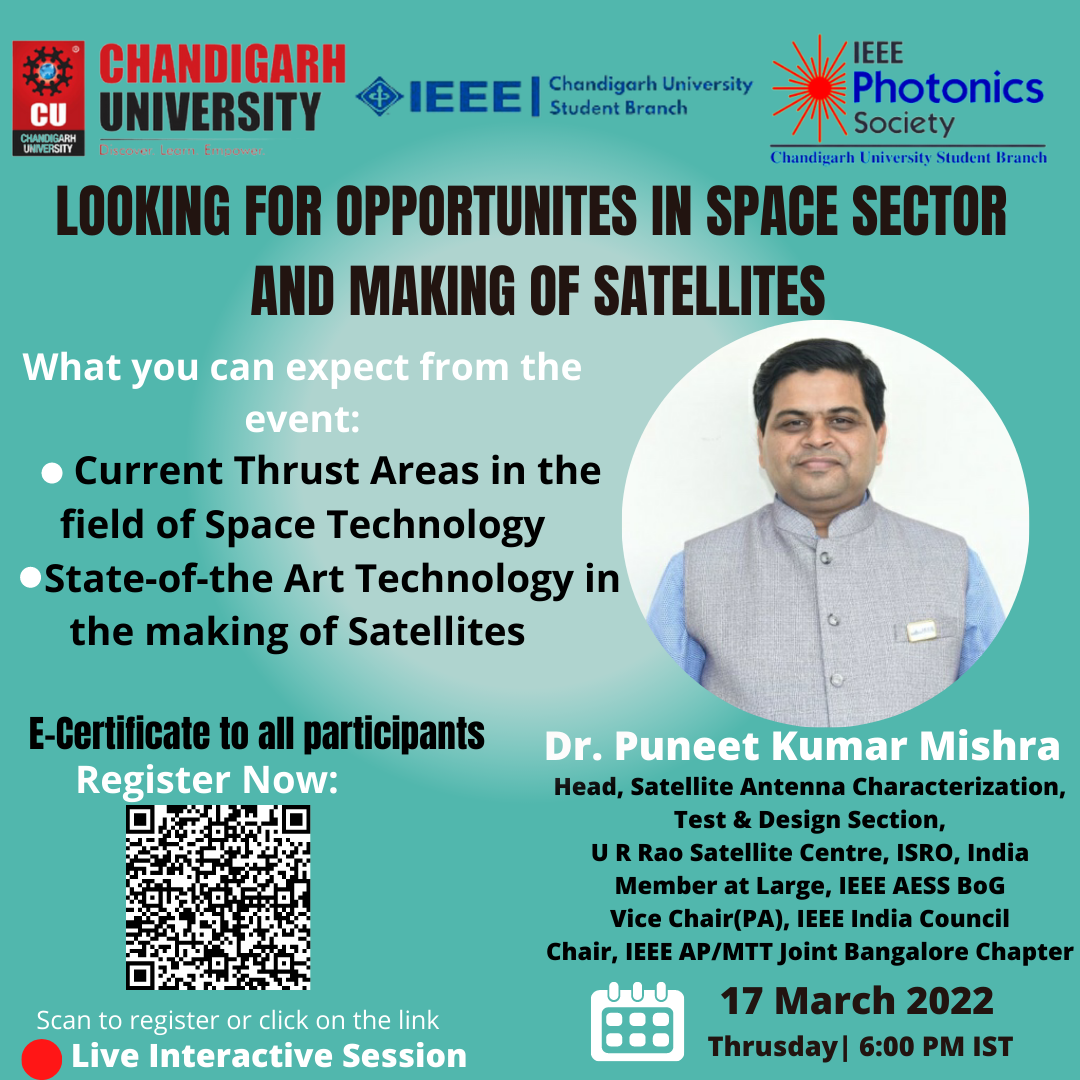 CU
CHANDIGARH
UNIVERSITY
CHANDIGARH
UNIVERSITY
Discover. Learn. Empower.
IEEE
Chandigarh University
Student Branch
IEEE
Photonics
Society
Chandigarh University Student Branch
LOOKING FOR OPPORTUNITES IN SPACE SECTOR
AND MAKING OF SATELLITES
What you can expect from the
event:
Current Thrust Areas in the
field of Space Technology
State-of-the Art Technology in
the making of Satellites
E-Certificate to all participants
Register Now:
Scan to register or click on the link
Live Interactive Session
Dr. Puneet Kumar Mishra
Head, Satellite Antenna Characterization,
Test & Design Section,
U R Rao Satellite Centre, ISRO, India
Member at Large, IEEE AESS BoG
Vice Chair(PA), IEEE India Council
Chair, IEEE AP/MTT Joint Bangalore Chapter
17 March 2022
Thrusday| 6:00 PM IST